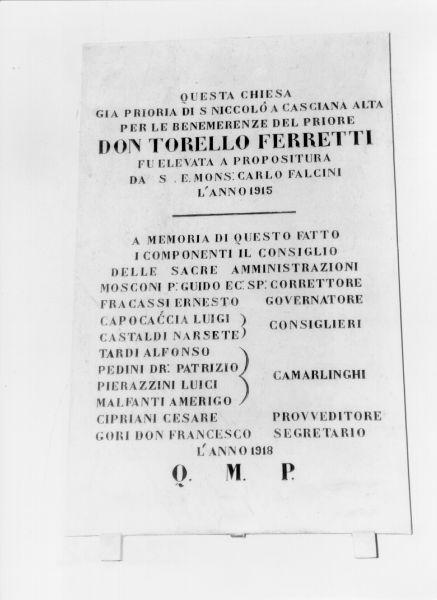 QUESTA CHIESA
GIA PRIORIA DI S NICCOLÓ A CASCIANA ALTA
PER LE BENEMERENZE DEL PRIORE
DON TORELLO FERRETTI
FU ELEVATA A PROPOSITURA
DA S. E. MONS: CARLO FALCINI
L'ANNO 1915
A MEMORIA DI QUESTO FATTO
I COMPONENTI IL CONSIGLIO
DELLE SACRE AMMINISTRAZIONI
MOSCONI P: GUIDO EC: SP: CORRETTORE
FRACASSI ERNESTO GOVERNATORE
CAPOCACCIA LUIGI
CASTALDI NARSETE
CONSIGLIERI
TARDI ALFONSO
PEDINI DR: PATRIZIO
PIERAZZINI LUICI
MALFANTI AMERIGO
CAMARLINGHI
CIPRIANI CESARE PROVVEDITORE
GORI DON FRANCESCO SEGRETARIO
L'ANNO 1918
Q. M. P.